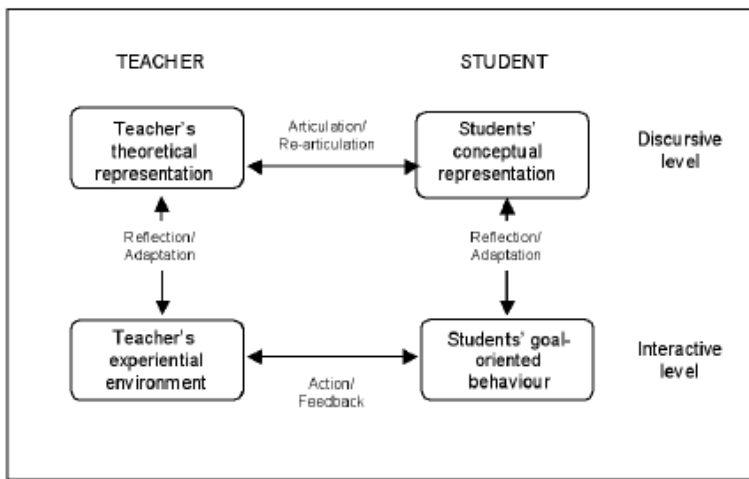 TEACHER
STUDENT
Teacher's
theoretical
representation
Articulation/
Re-articulation
Students'
conceptual
representation
Discursive
level
Reflection/
Adaptation
Reflection/
Adaptation
Teacher's
experiential
environment
Action/
Feedback
Students' goal-
oriented
behaviour
Interactive
level